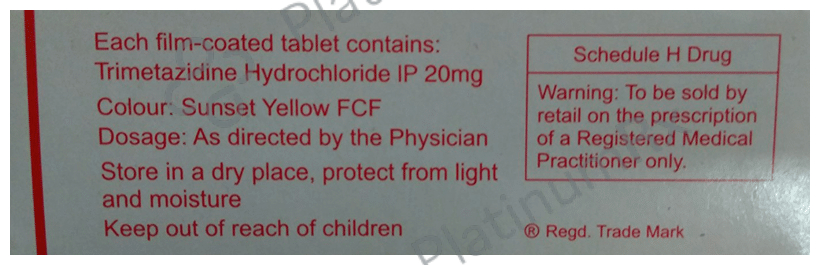 Each film-coated tablet contains:
Trimetazidine Hydrochloride IP 20mg
Colour: Sunset Yellow FCF
Dosage: As directed by the Physician
Store in a dry place, protect from light
and moisture
Keep out of reach of children
Schedule H Drug
Warning: To be sold by
retail on the prescription
of a Registered Medical
Practitioner only.
® Regd. Trade Mark